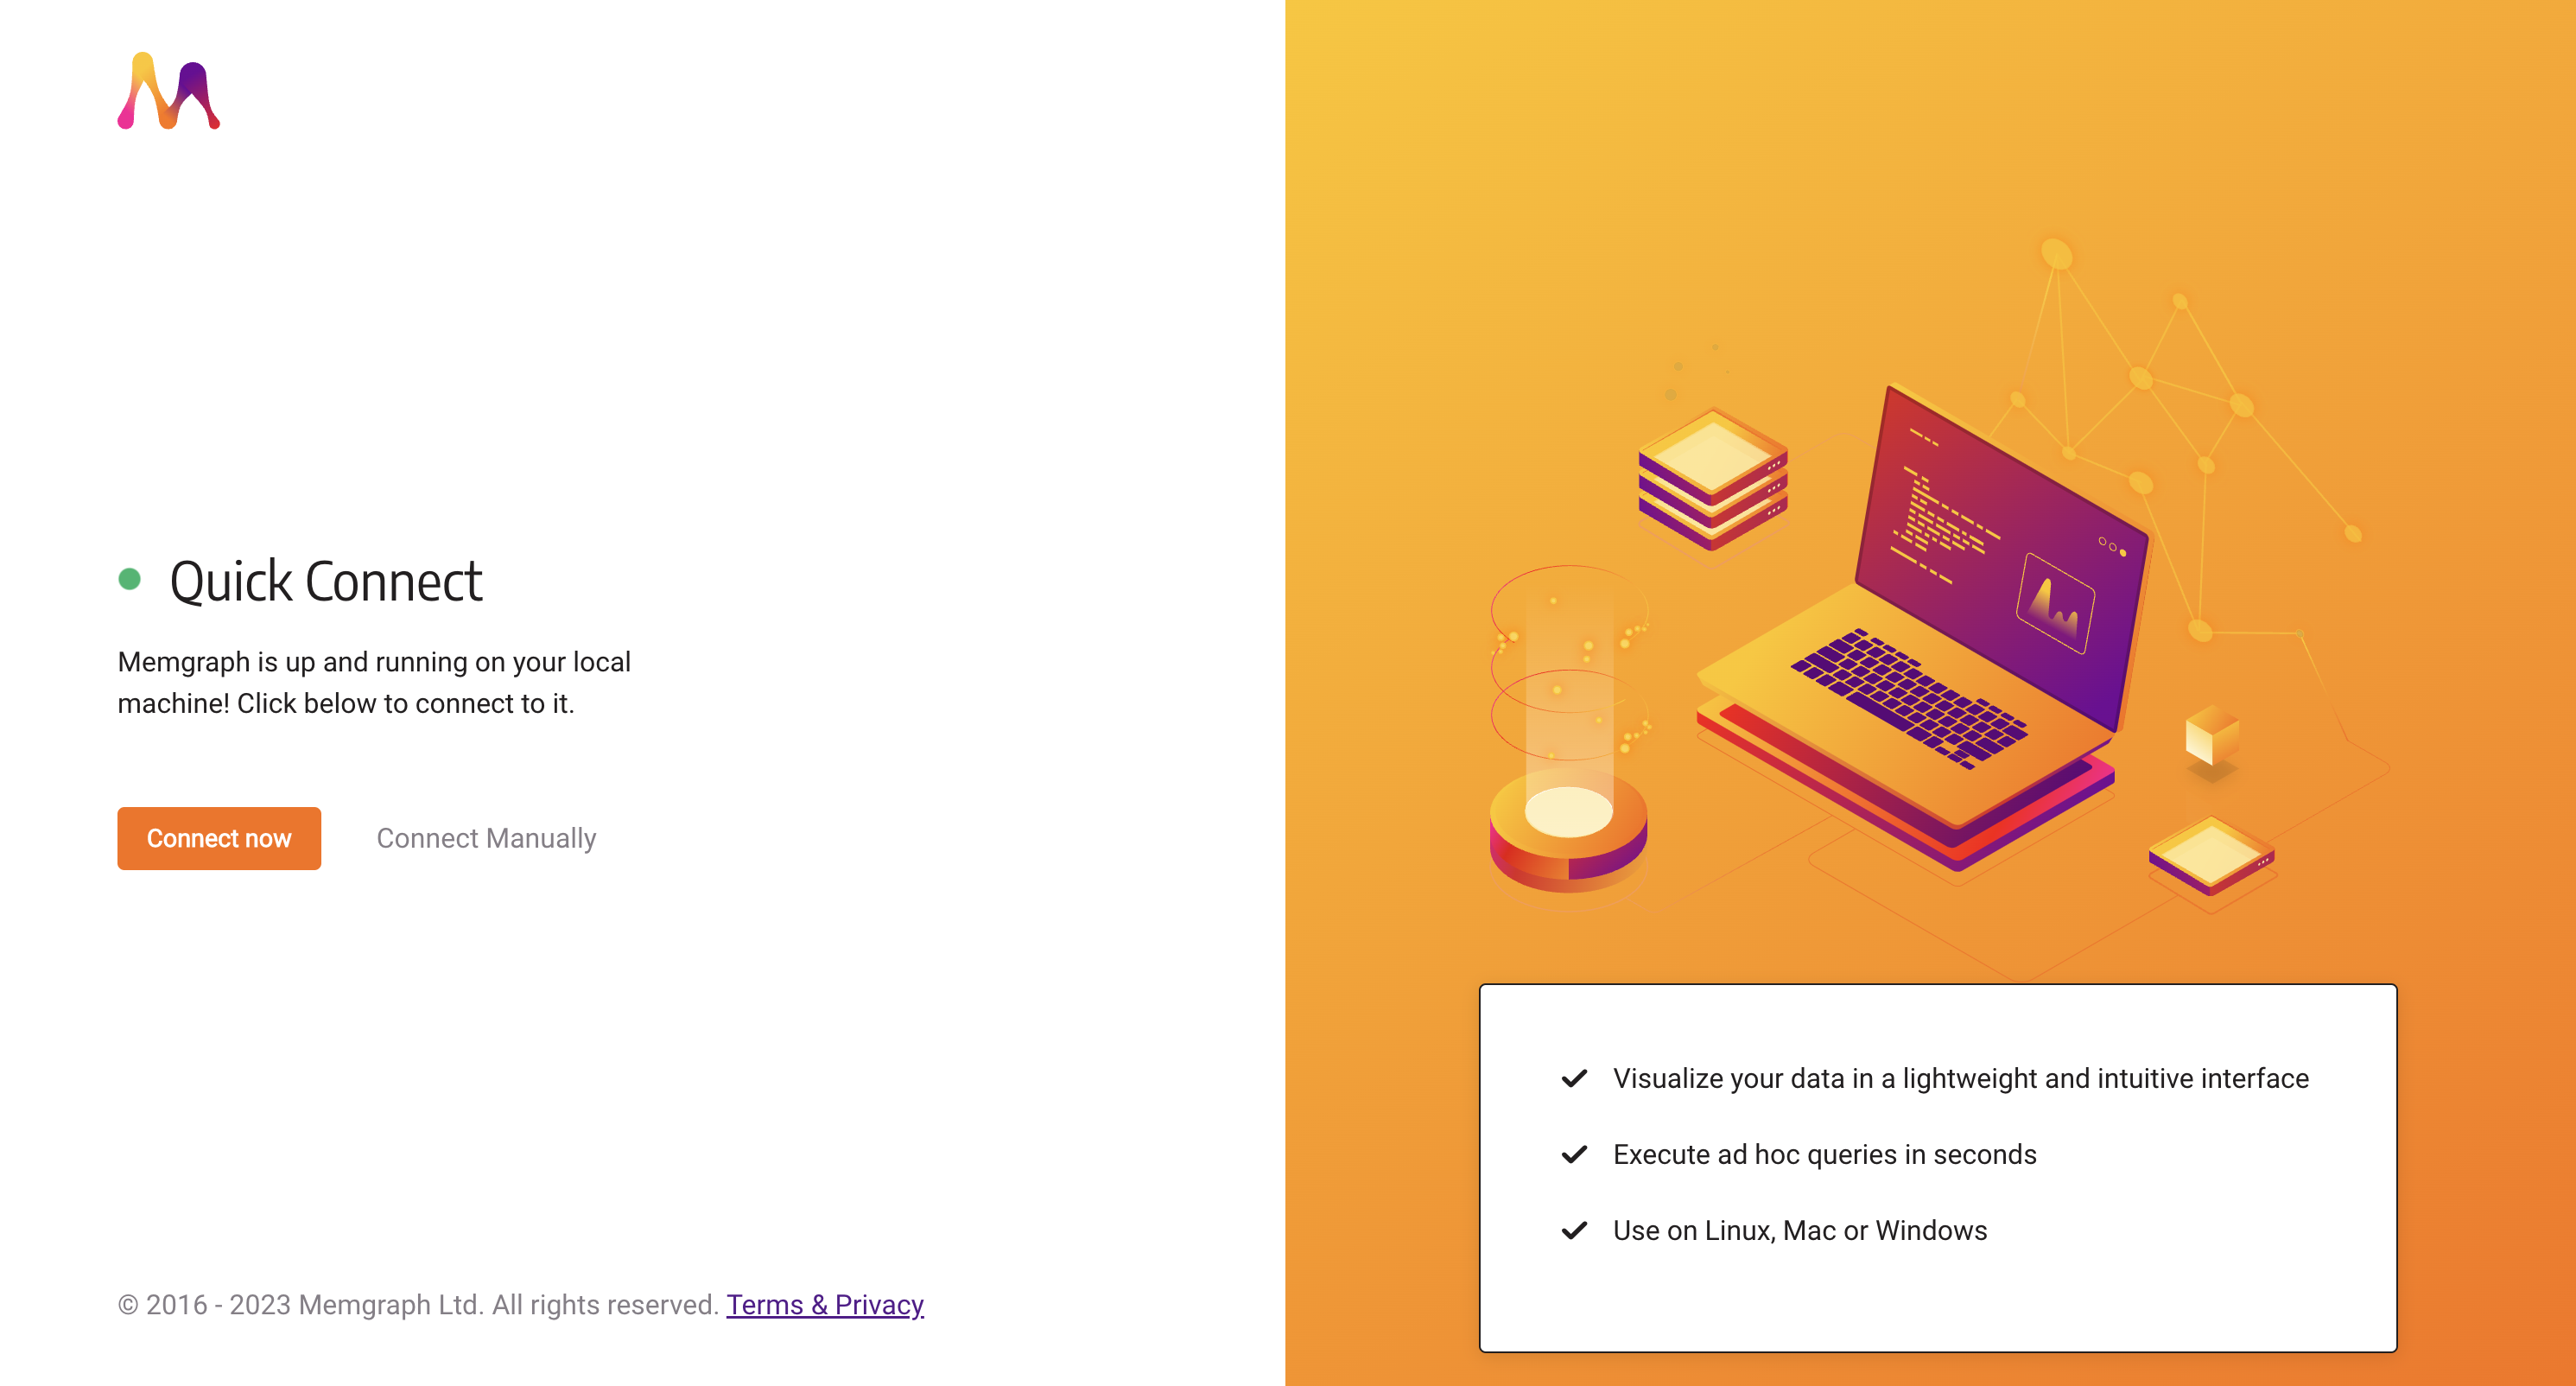 Quick Connect
Memgraph is up and running on your local
machine! Click below to connect to it.
Connect now
Connect Manually
© 2016 - 2023 Memgraph Ltd. All rights reserved. Terms & Privacy
Visualize your data in a lightweight and intuitive interface
Execute ad hoc queries in seconds
Use on Linux, Mac or Windows